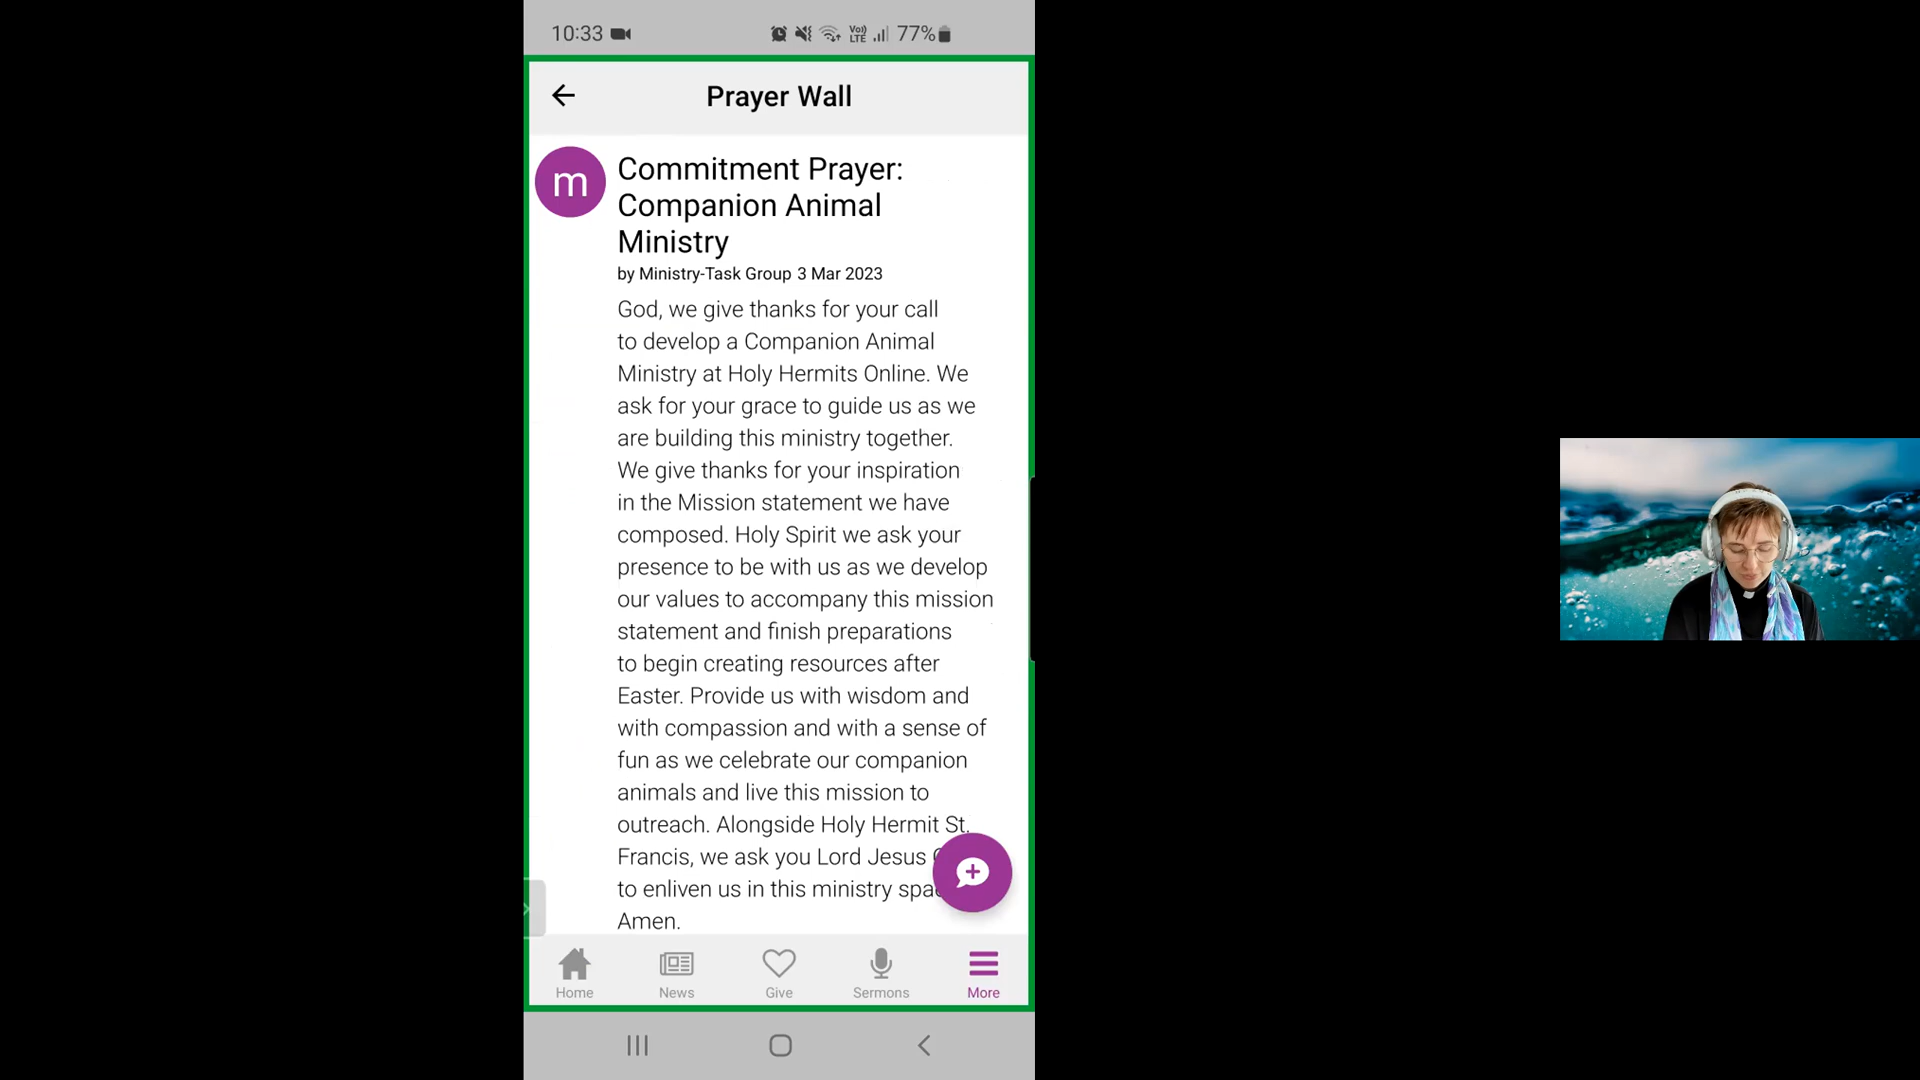 10:33
Vo)) LTE 77%
Prayer Wall
m
Commitment Prayer:
Companion Animal
Ministry
by Ministry-Task Group 3 Mar 2023
God, we give thanks for your call
to develop a Companion Animal
Ministry at Holy Hermits Online. We
ask for your grace to guide us as we
are building this ministry together.
We give thanks for your inspiration
in the Mission statement we have
composed. Holy Spirit we ask your
presence to be with us as we develop
our values to accompany this mission
statement and finish preparations
to begin creating resources after
Easter. Provide us with wisdom and
with compassion and with a sense of
fun as we celebrate our companion
animals and live this mission to
outreach. Alongside Holy Hermit St.
Francis, we ask you Lord Jesus
to enliven us in this ministry
Amen.
Home News Give Sermons More